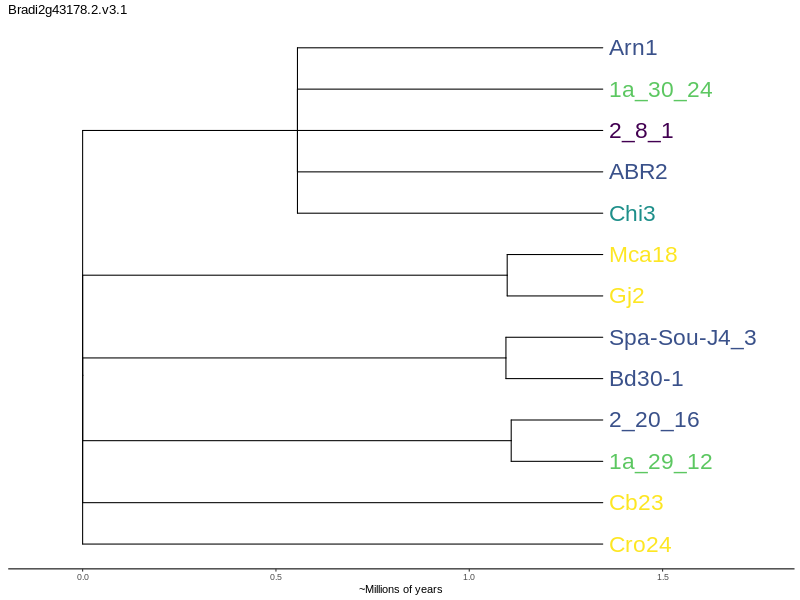 Bradi2g43178.2.v3.1
Arn1
1a_30_24
2_8_1
ABR2
Chi3
Mca18
Gj2
Spa-Sou-J4_3
Bd30-1
2_20_16
1a_29_12
Cb23
Cro24
0.0 0.5 1.0 1.5
~Millions of years